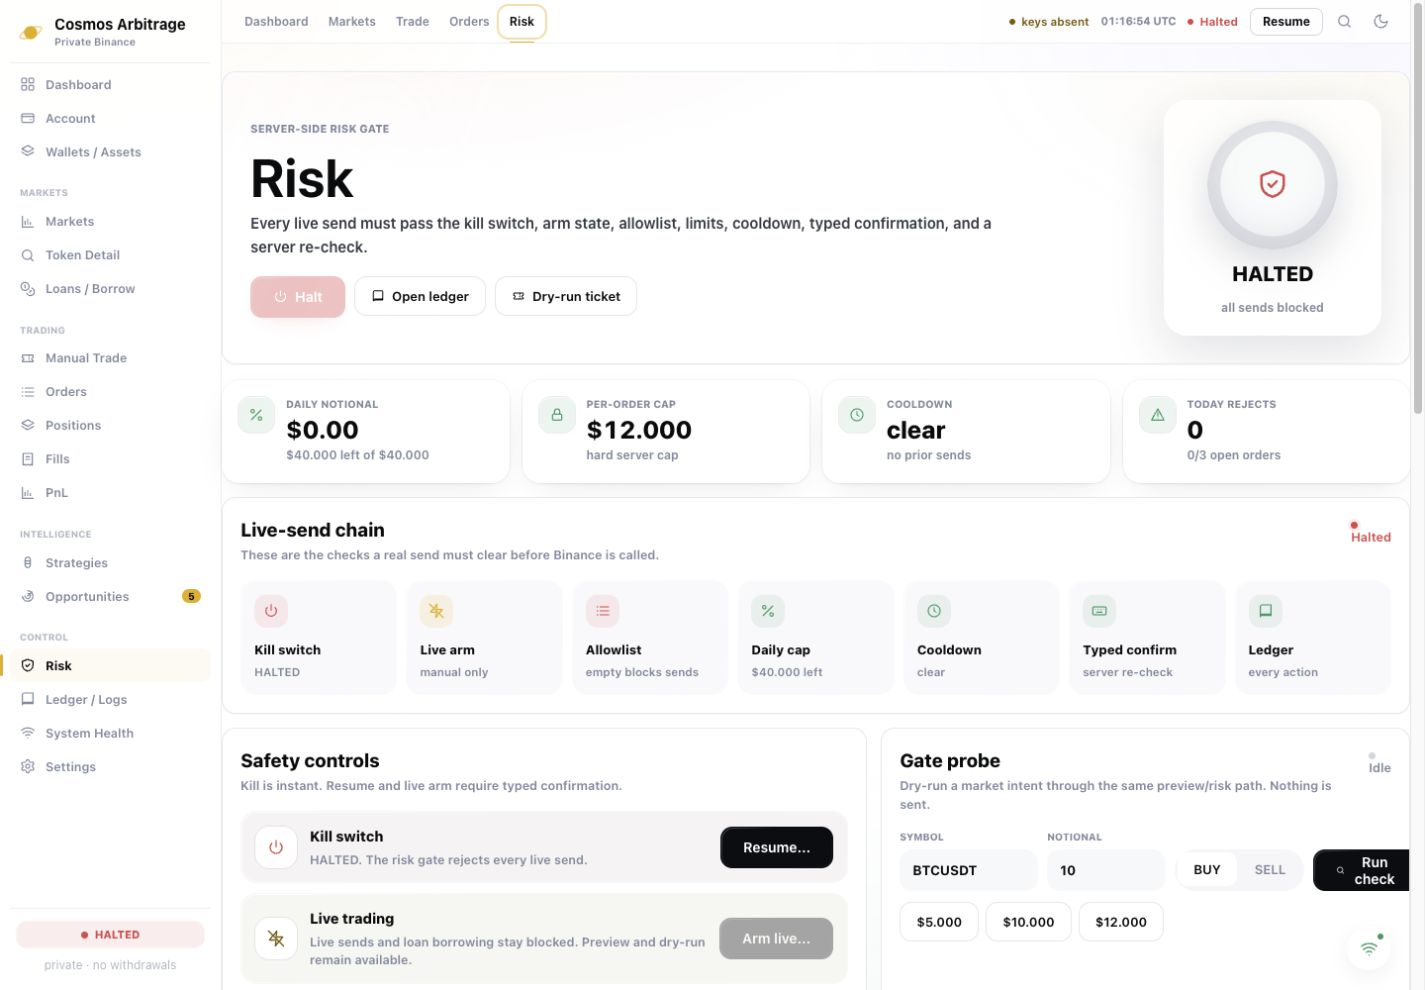 Cosmos Arbitrage
Private Binance
Dashboard
Account
Wallets / Assets
MARKETS
Markets
Token Detail
Loans / Borrow
TRADING
Manual Trade
Orders
Positions
Fills
PnL
INTELLIGENCE
Strategies
Opportunities 5
CONTROL
Risk
Ledger / Logs
System Health
Settings
HALTED
private · no withdrawals
Dashboard Markets Trade Orders Risk
keys absent 01:16:54 UTC Halted Resume
SERVER-SIDE RISK GATE
Risk
Every live send must pass the kill switch, arm state, allowlist, limits, cooldown, typed confirmation, and a
server re-check.
Halt Open ledger Dry-run ticket
HALTED
all sends blocked
DAILY NOTIONAL
$0.00
$40.000 left of $40.000
PER-ORDER CAP
$12.000
hard server cap
COOLDOWN
clear
no prior sends
TODAY REJECTS
0
0/3 open orders
Live-send chain
These are the checks a real send must clear before Binance is called.
Halted
Kill switch
HALTED
Live arm
manual only
Allowlist
empty blocks sends
Daily cap
$40.000 left
Cooldown
clear
Typed confirm
server re-check
Ledger
every action
Safety controls
Kill is instant. Resume and live arm require typed confirmation.
Kill switch
HALTED. The risk gate rejects every live send.
Resume...
Live trading
Live sends and loan borrowing stay blocked. Preview and dry-run
remain available.
Arm live...
Gate probe
Idle
Dry-run a market intent through the same preview/risk path. Nothing is
sent.
SYMBOL NOTIONAL
BTCUSDT 10 BUY SELL
Run
check
$5.000 $10.000 $12.000